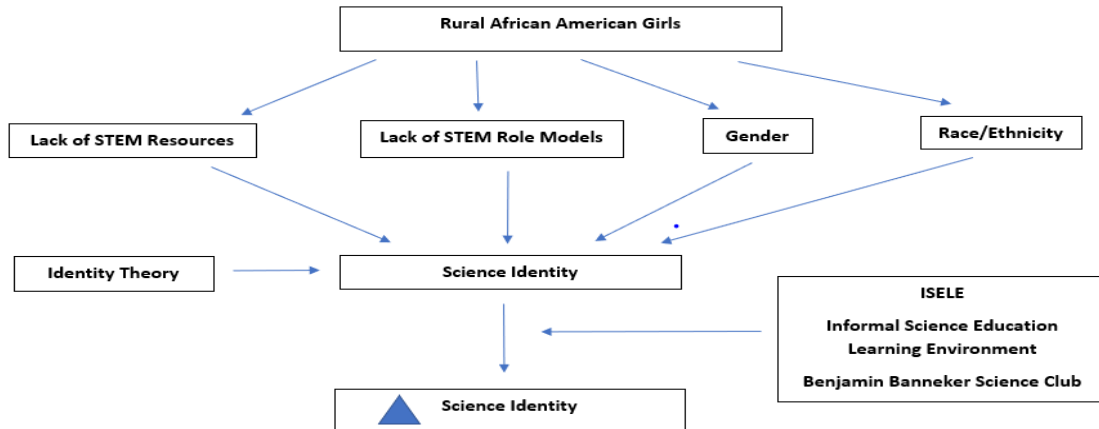 Rural African American Girls
Lack of STEM Resources
Lack of STEM Role Models
Gender
Race/Ethnicity
Identity Theory
Science Identity
ISELE
Informal Science Education
Learning Environment
Benjamin Banneker Science Club
Science Identity